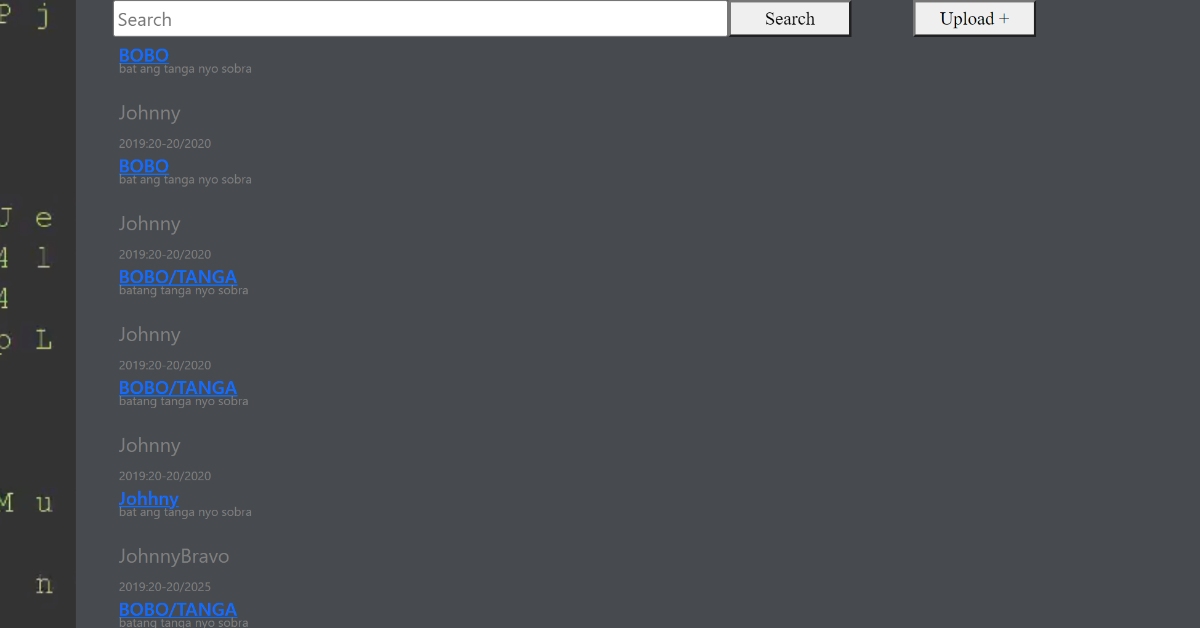 P j
Search Search Upload +
BOBO
bat ang tanga nyo sobra
Johnny
2019:20-20/2020
BOBO
bat ang tanga nyo sobra
U e
Johnny
4 l
2019:20-20/2020
BOBO/TANGA
batang tanga nyo sobra
4
Johnny
p L
2019:20-20/2020
BOBO/TANGA
batang tanga nyo sobra
Johnny
2019:20-20/2020
Johhny
M u
bat ang tanga nyo sobra
JohnnyBravo
n
2019:20-20/2025
BOBO/TANGA
batang tanga nyo sobra